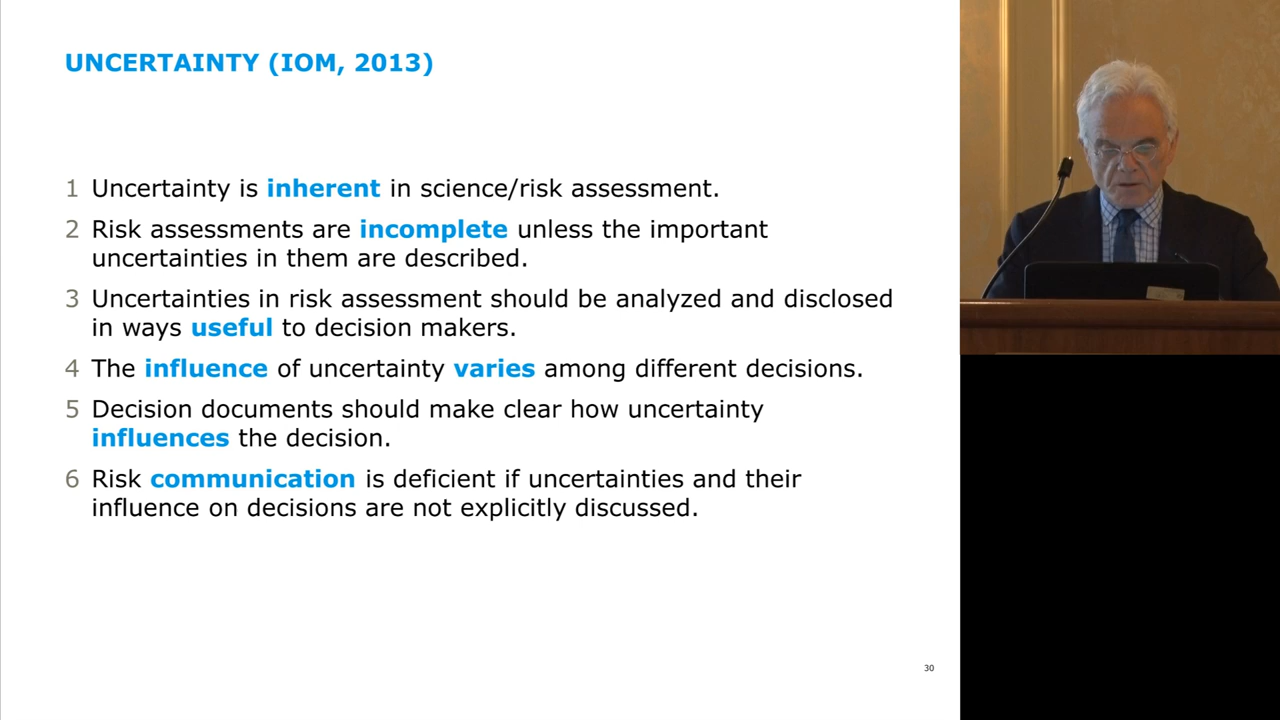 UNCERTAINTY (IOM, 2013)
1 Uncertainty is inherent in science/risk assessment.
2 Risk assessments are incomplete unless the important
uncertainties in them are described.
3 Uncertainties in risk assessment should be analyzed and disclosed
in ways useful to decision makers.
4 The influence of uncertainty varies among different decisions.
5 Decision documents should make clear how uncertainty
influences the decision.
6 Risk communication is deficient if uncertainties and their
influence on decisions are not explicitly discussed.
30